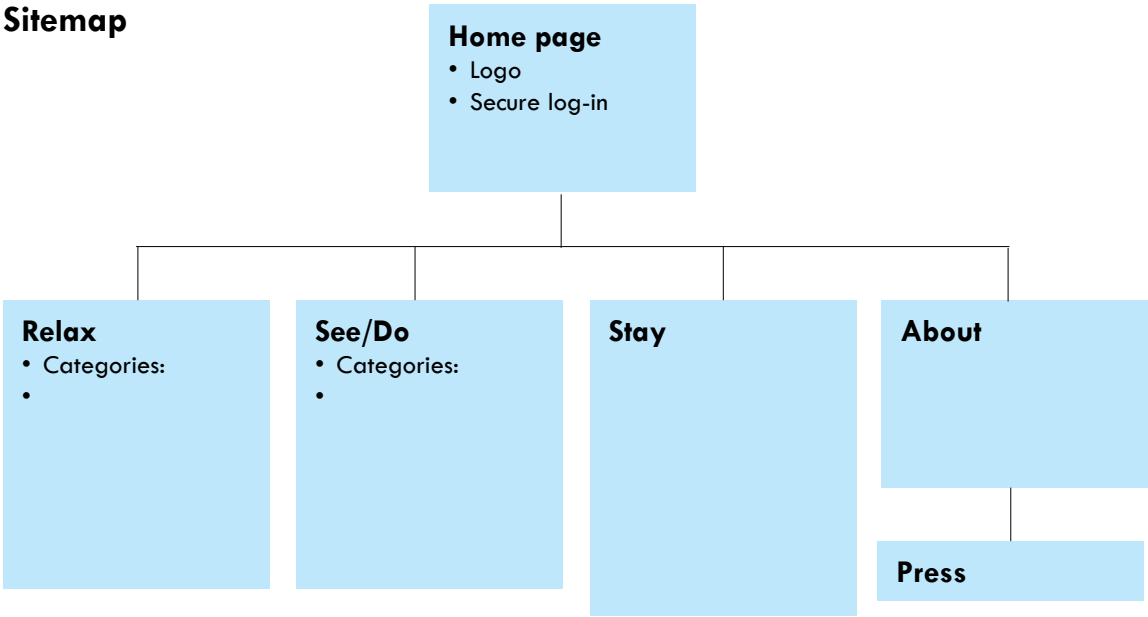 Sitemap
Home page
• Logo
• Secure log-in
Relax
• Categories:
•
See/Do
• Categories:
•
Stay
About
Press